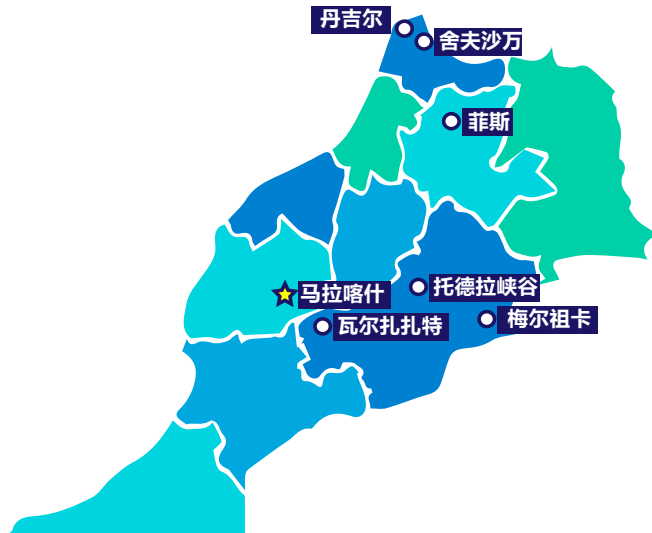 丹吉尔
舍夫沙万
菲斯
托德拉峡谷
马拉喀什
梅尔祖卡
瓦尔扎扎特